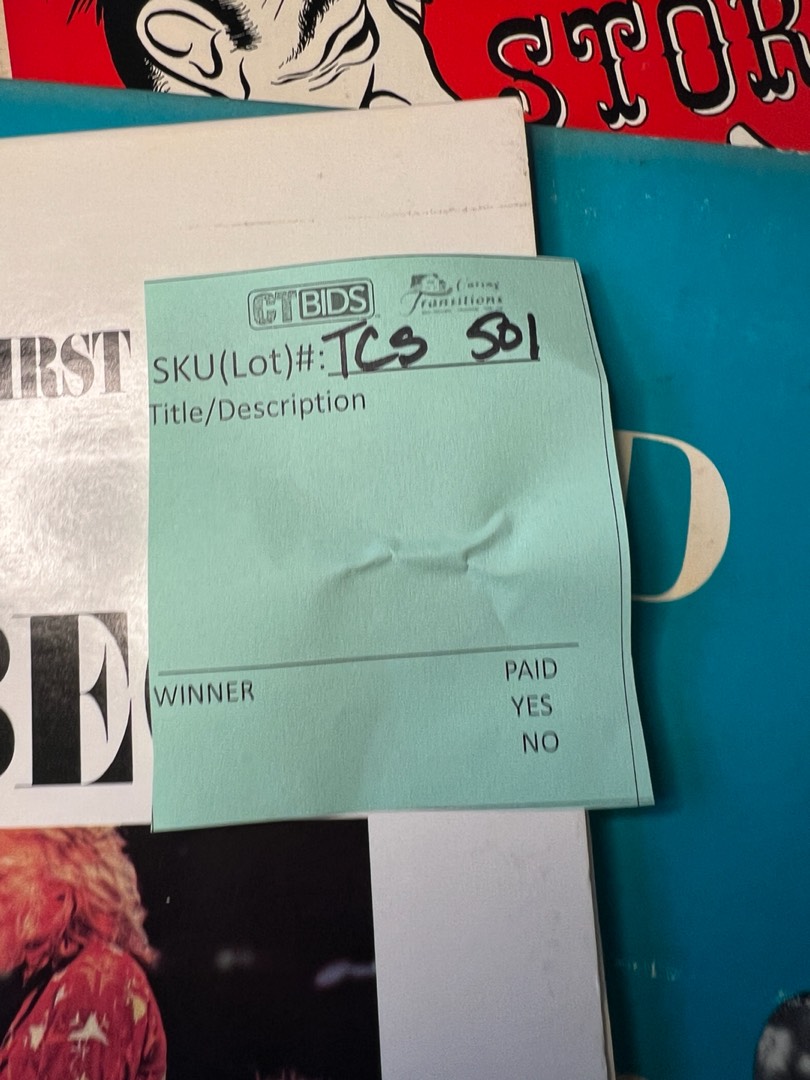 STOR
IRST
CTBIDS
Caring
Transitions
SKU(Lot)#: TCS 501
Title/Description
D
BE
WINNER
PAID
YES
NO